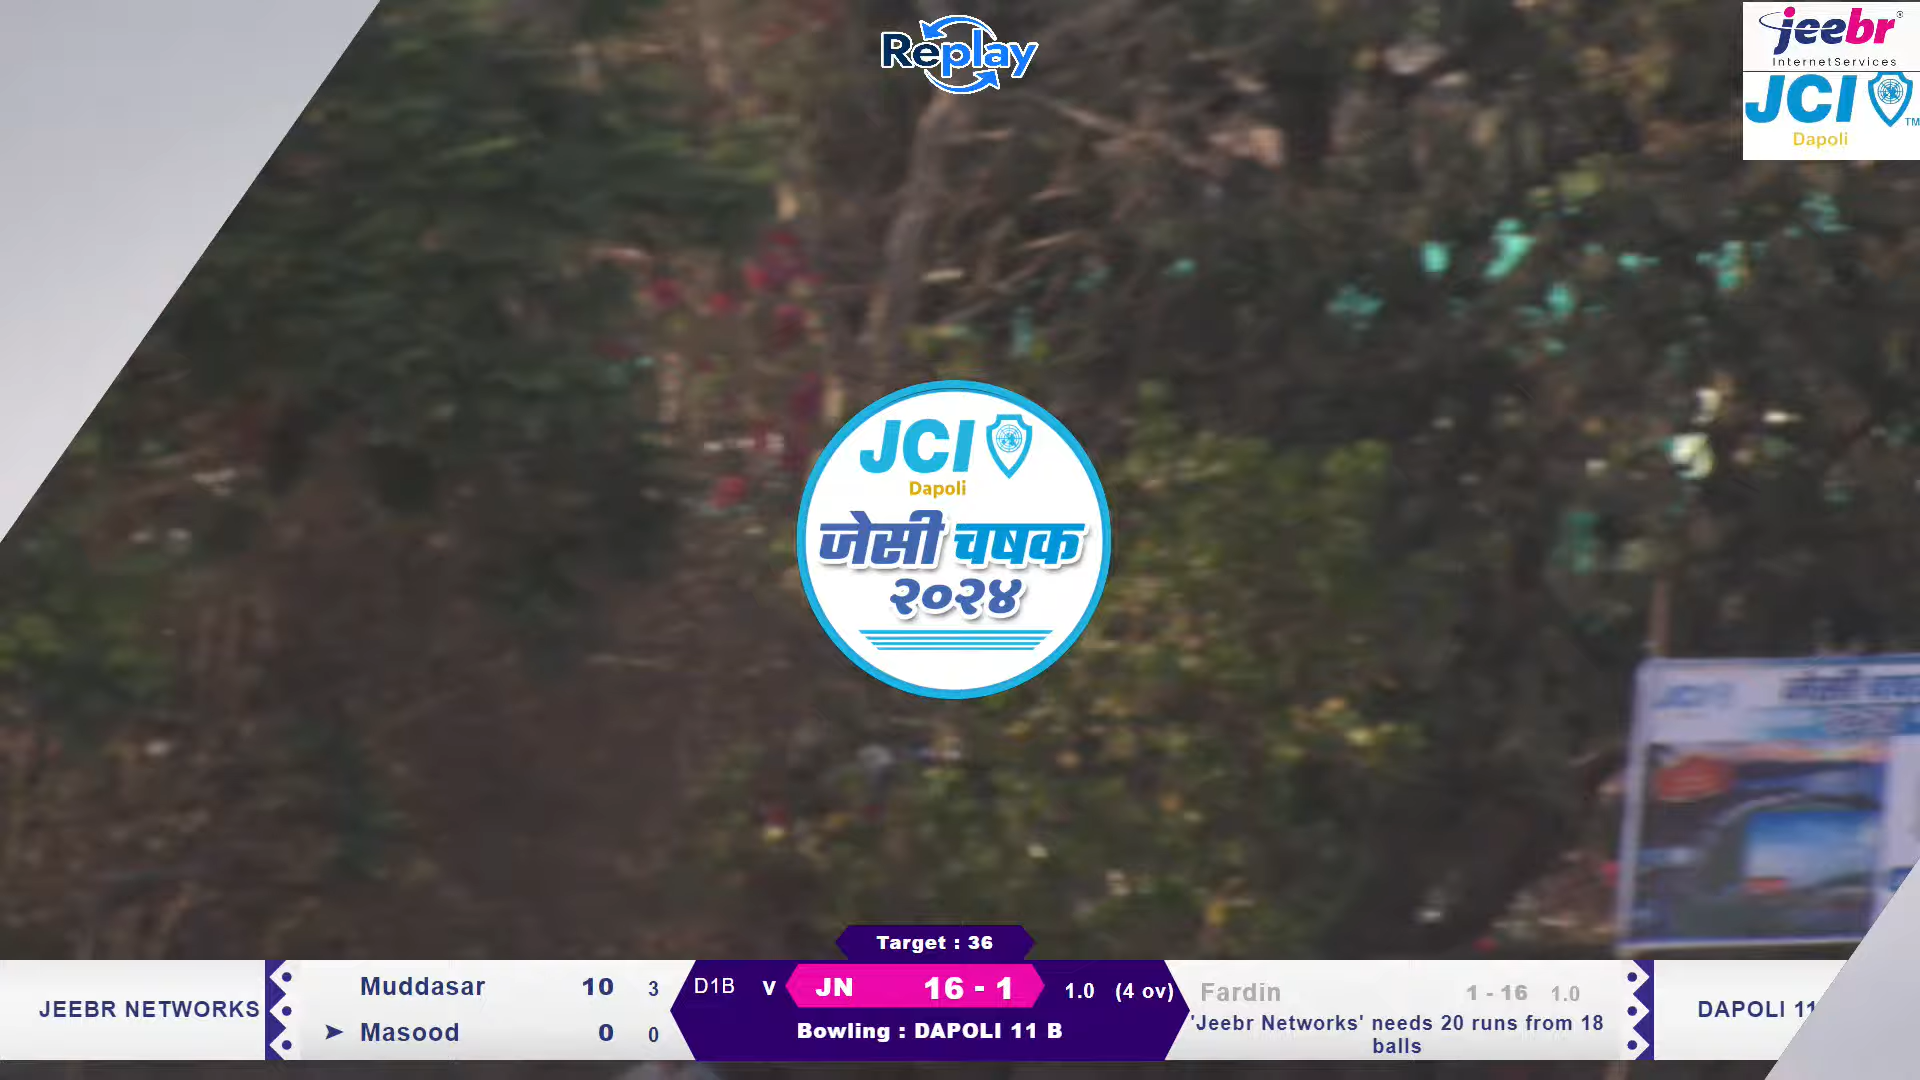 Replay
jeebr
InternetServices
JCI
TM
Dapoli
JCI
Dapoli
जेसी चषक
२०२४
JCI
Target : 36
JEEBR NETWORKS
Muddasar 10 3
Masood 0 0
D1B v JN 16 - 1 1.0 (4 ov)
Bowling : DAPOLI 11 B
Fardin 1 - 16 1.0
'Jeebr Networks' needs 20 runs from 18
balls
DAPOLI 11